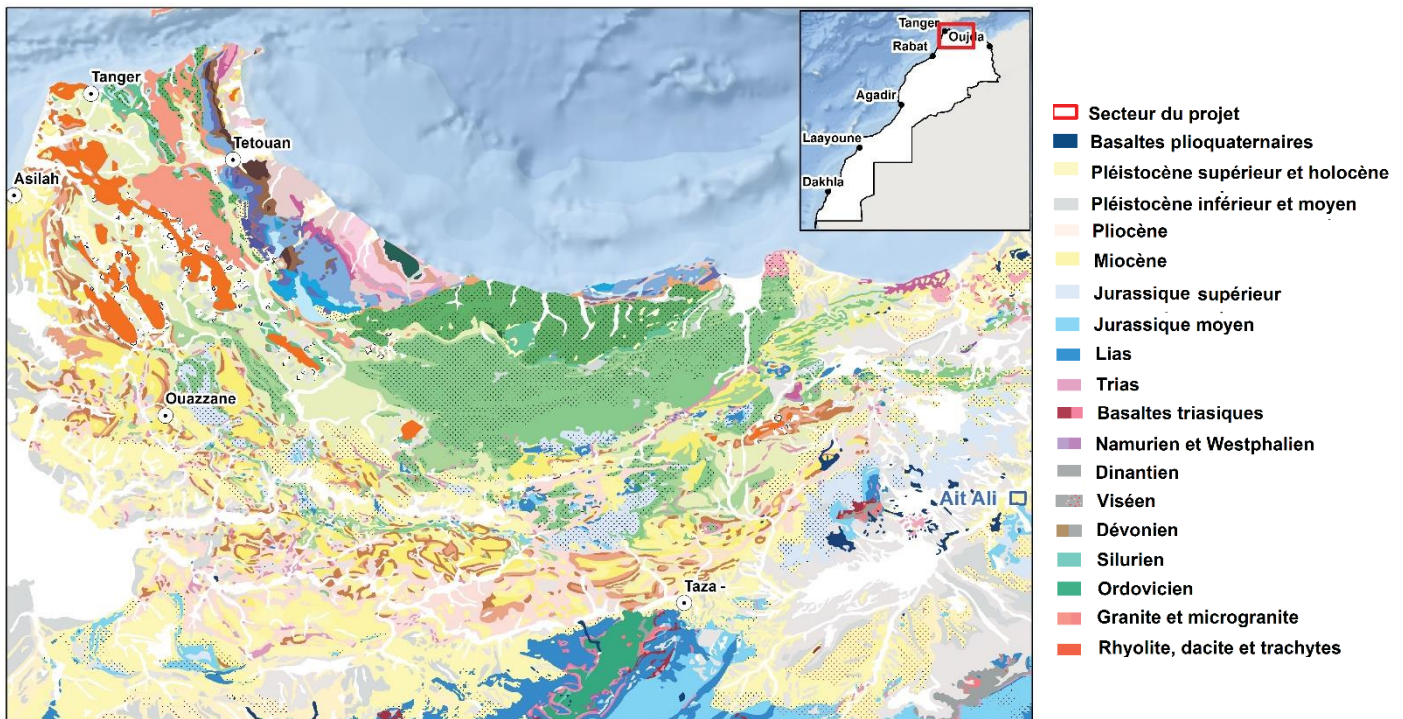 Tanger
Tetouan
Asilah
Ouazzane
Taza -
Ait Ali
Tanger
Oujda
Rabat
Agadir
Laayoune
Dakhla
Secteur du projet
Basaltes plioquaternaires
Pléistocène supérieur et holocène
Pléistocène inférieur et moyen
Pliocène
Miocène
Jurassique supérieur
Jurassique moyen
Lias
Trias
Basaltes triasiques
Namurien et Westphalien
Dinantien
Viséen
Dévonien
Silurien
Ordovicien
Granite et microgranite
Rhyolite, dacite et trachytes